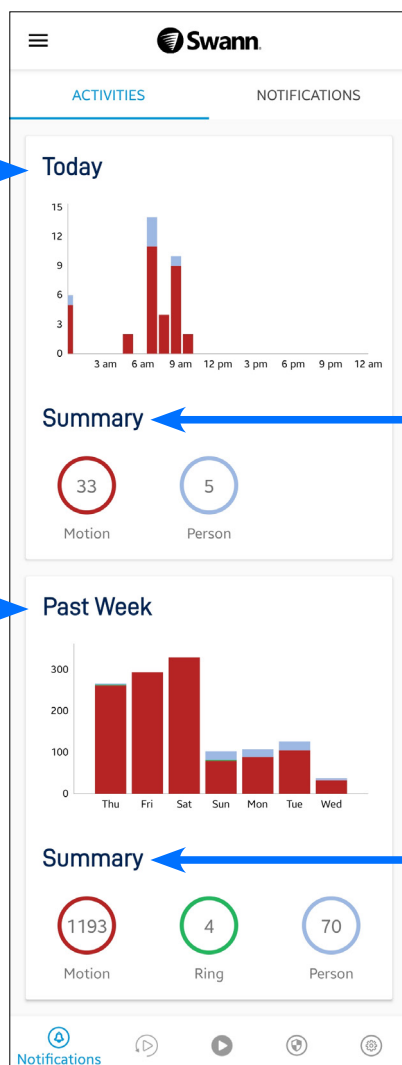 Swann
ACTIVITIES NOTIFICATIONS
Today
15
12
9
6
3
0
3 am 6 am 9 am 12 pm 3 pm 6 pm 9 pm 12 am
Summary
33 5
Motion Person
Past Week
300
200
100
0
Thu Fri Sat Sun Mon Tue Wed
Summary
1193 4 70
Motion Ring Person
Notifications